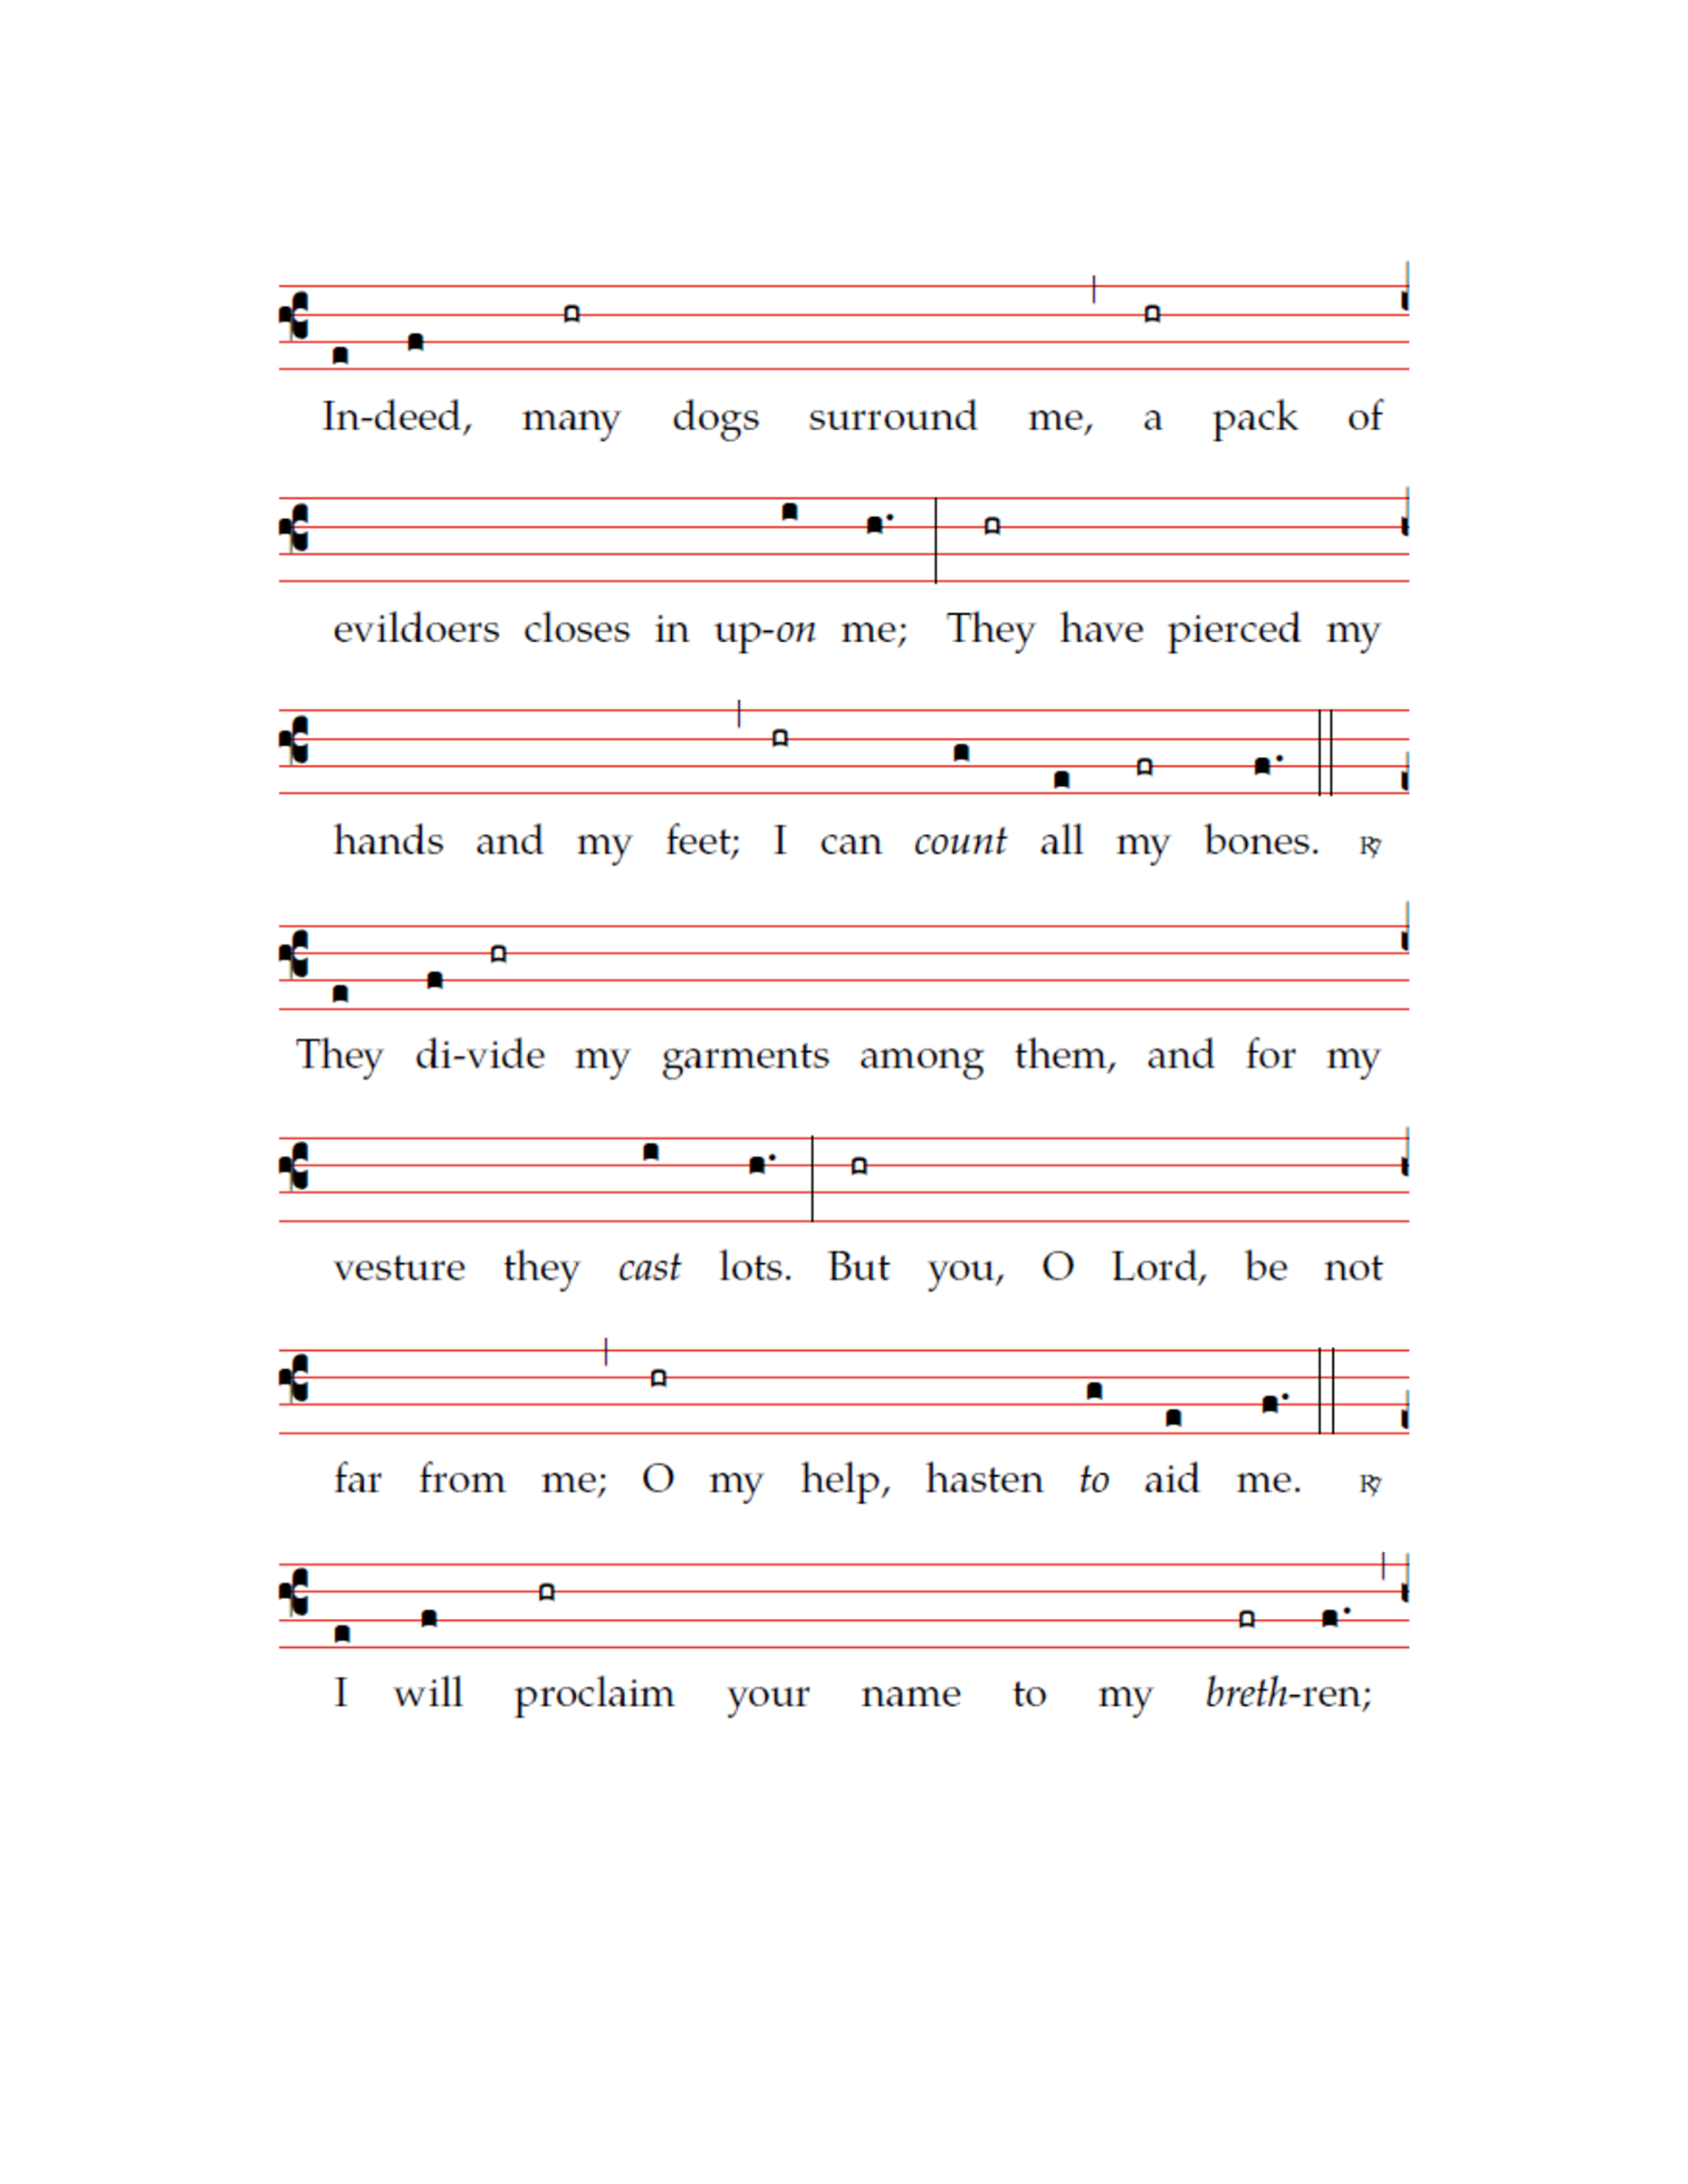 In-deed, many dogs surround me, a pack of
evildoers closes in up-on me; They have pierced my
hands and my feet; I can count all my bones. ℟
They di-vide my garments among them, and for my
vesture they cast lots. But you, O Lord, be not
far from me; O my help, hasten to aid me. ℟
I will proclaim your name to my breth-ren;